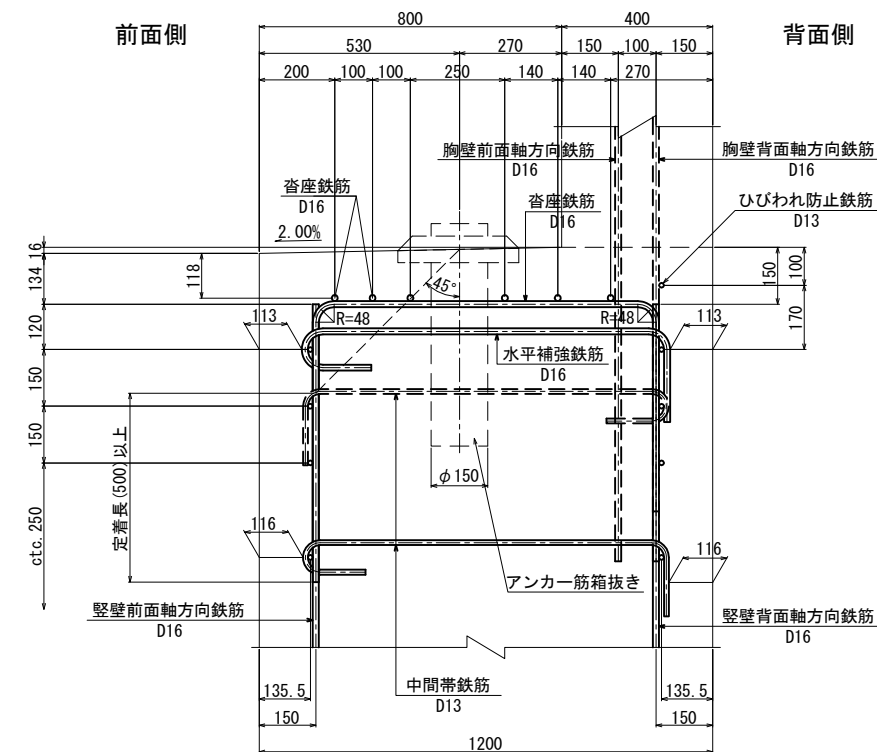 800
400
前面側
背面側
530
270
150
100
150
200
100
100
250
140
140
270
胸壁前面軸方向鉄筋
D16
胸壁背面軸方向鉄筋
D16
沓座鉄筋
D16
沓座鉄筋
D16
ひびわれ防止鉄筋
D13
2.00%
16
134
118
45°
150
100
120
113
R=48
R=48
113
170
水平補強鉄筋
D16
150
150
定着長(500)以上
φ150
ctc.250
116
116
アンカー筋箱抜き
竪壁前面軸方向鉄筋
D16
竪壁背面軸方向鉄筋
D16
中間帯鉄筋
D13
135.5
135.5
150
150
1200